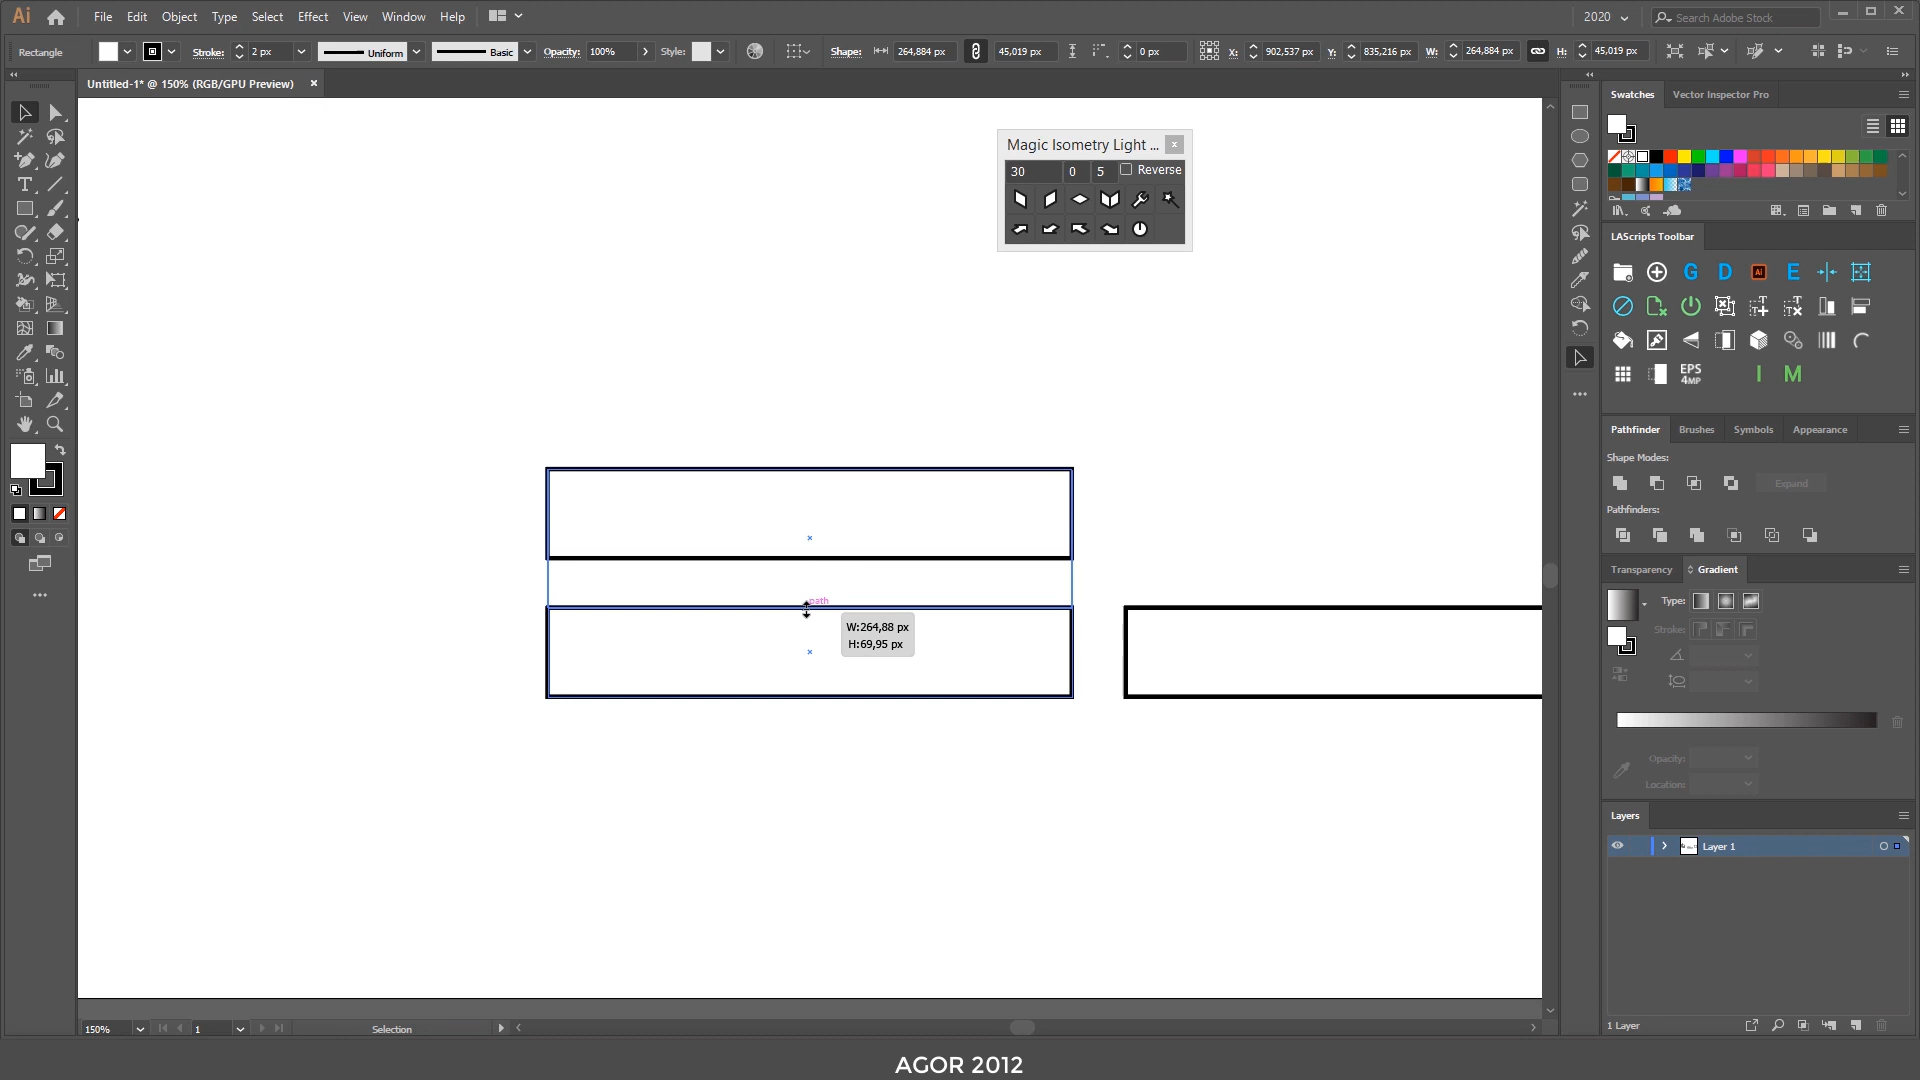 Ai File Edit Object Type Select Effect View Window Help 2020 Search Adobe Stock
Rectangle Stroke: 2 px Uniform Basic Opacity: 100% Style: Shape: 264,884 px 45,019 px 0 px X: 902,537 px Y: 835,216 px W: 264,884 px H: 45,019 px
Untitled-1* @ 150% (RGB/GPU Preview)
Magic Isometry Light ...
30 0 5 Reverse
path
W:264,88 px
H:69,95 px
Swatches Vector Inspector Pro
LAScripts Toolbar
G D Ai E
EPS
4MP
I M
Pathfinder Brushes Symbols Appearance
Shape Modes:
Expand
Pathfinders:
Transparency Gradient
Type:
Stroke:
Opacity:
Location:
Layers
Layer 1
1 Layer
150% 1 Selection
AGOR 2012